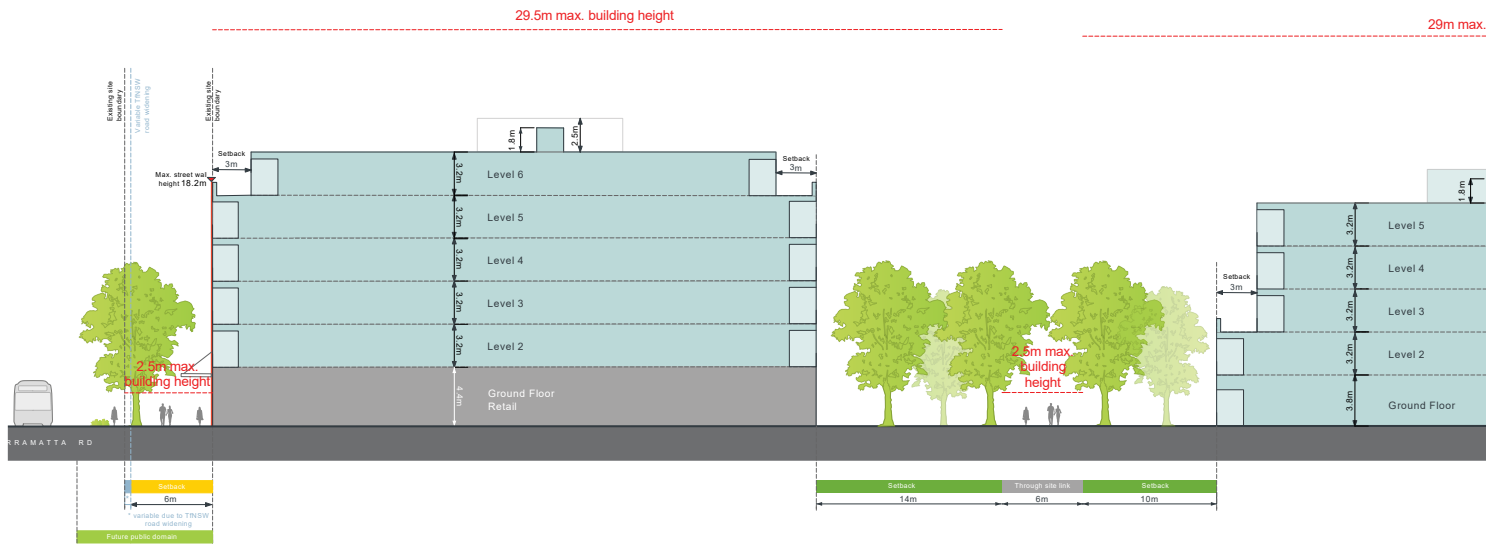 29.5m max. building height
29m max.
Existing site
boundary
Variable TfNSW
road widening
Existing site
boundary
1.8m
2.5m
Setback
3m
Setback
3m
Max. street wal
height 18.2m
3.2m
Level 6
3.2m
Level 5
3.2m
Level 4
3.2m
Level 3
3.2m
Level 2
4.4m
Ground Floor
Retail
2.5m max.
building height
2.5m max.
building
height
1.8m
Setback
3m
3.2m
Level 5
3.2m
Level 4
3.2m
Level 3
3.2m
Level 2
3.8m
Ground Floor
RRAMATTA RD
Setback
*
6m
* variable due to TfNSW
road widening
Future public domain
Setback
Through site link
Setback
14m
6m
10m